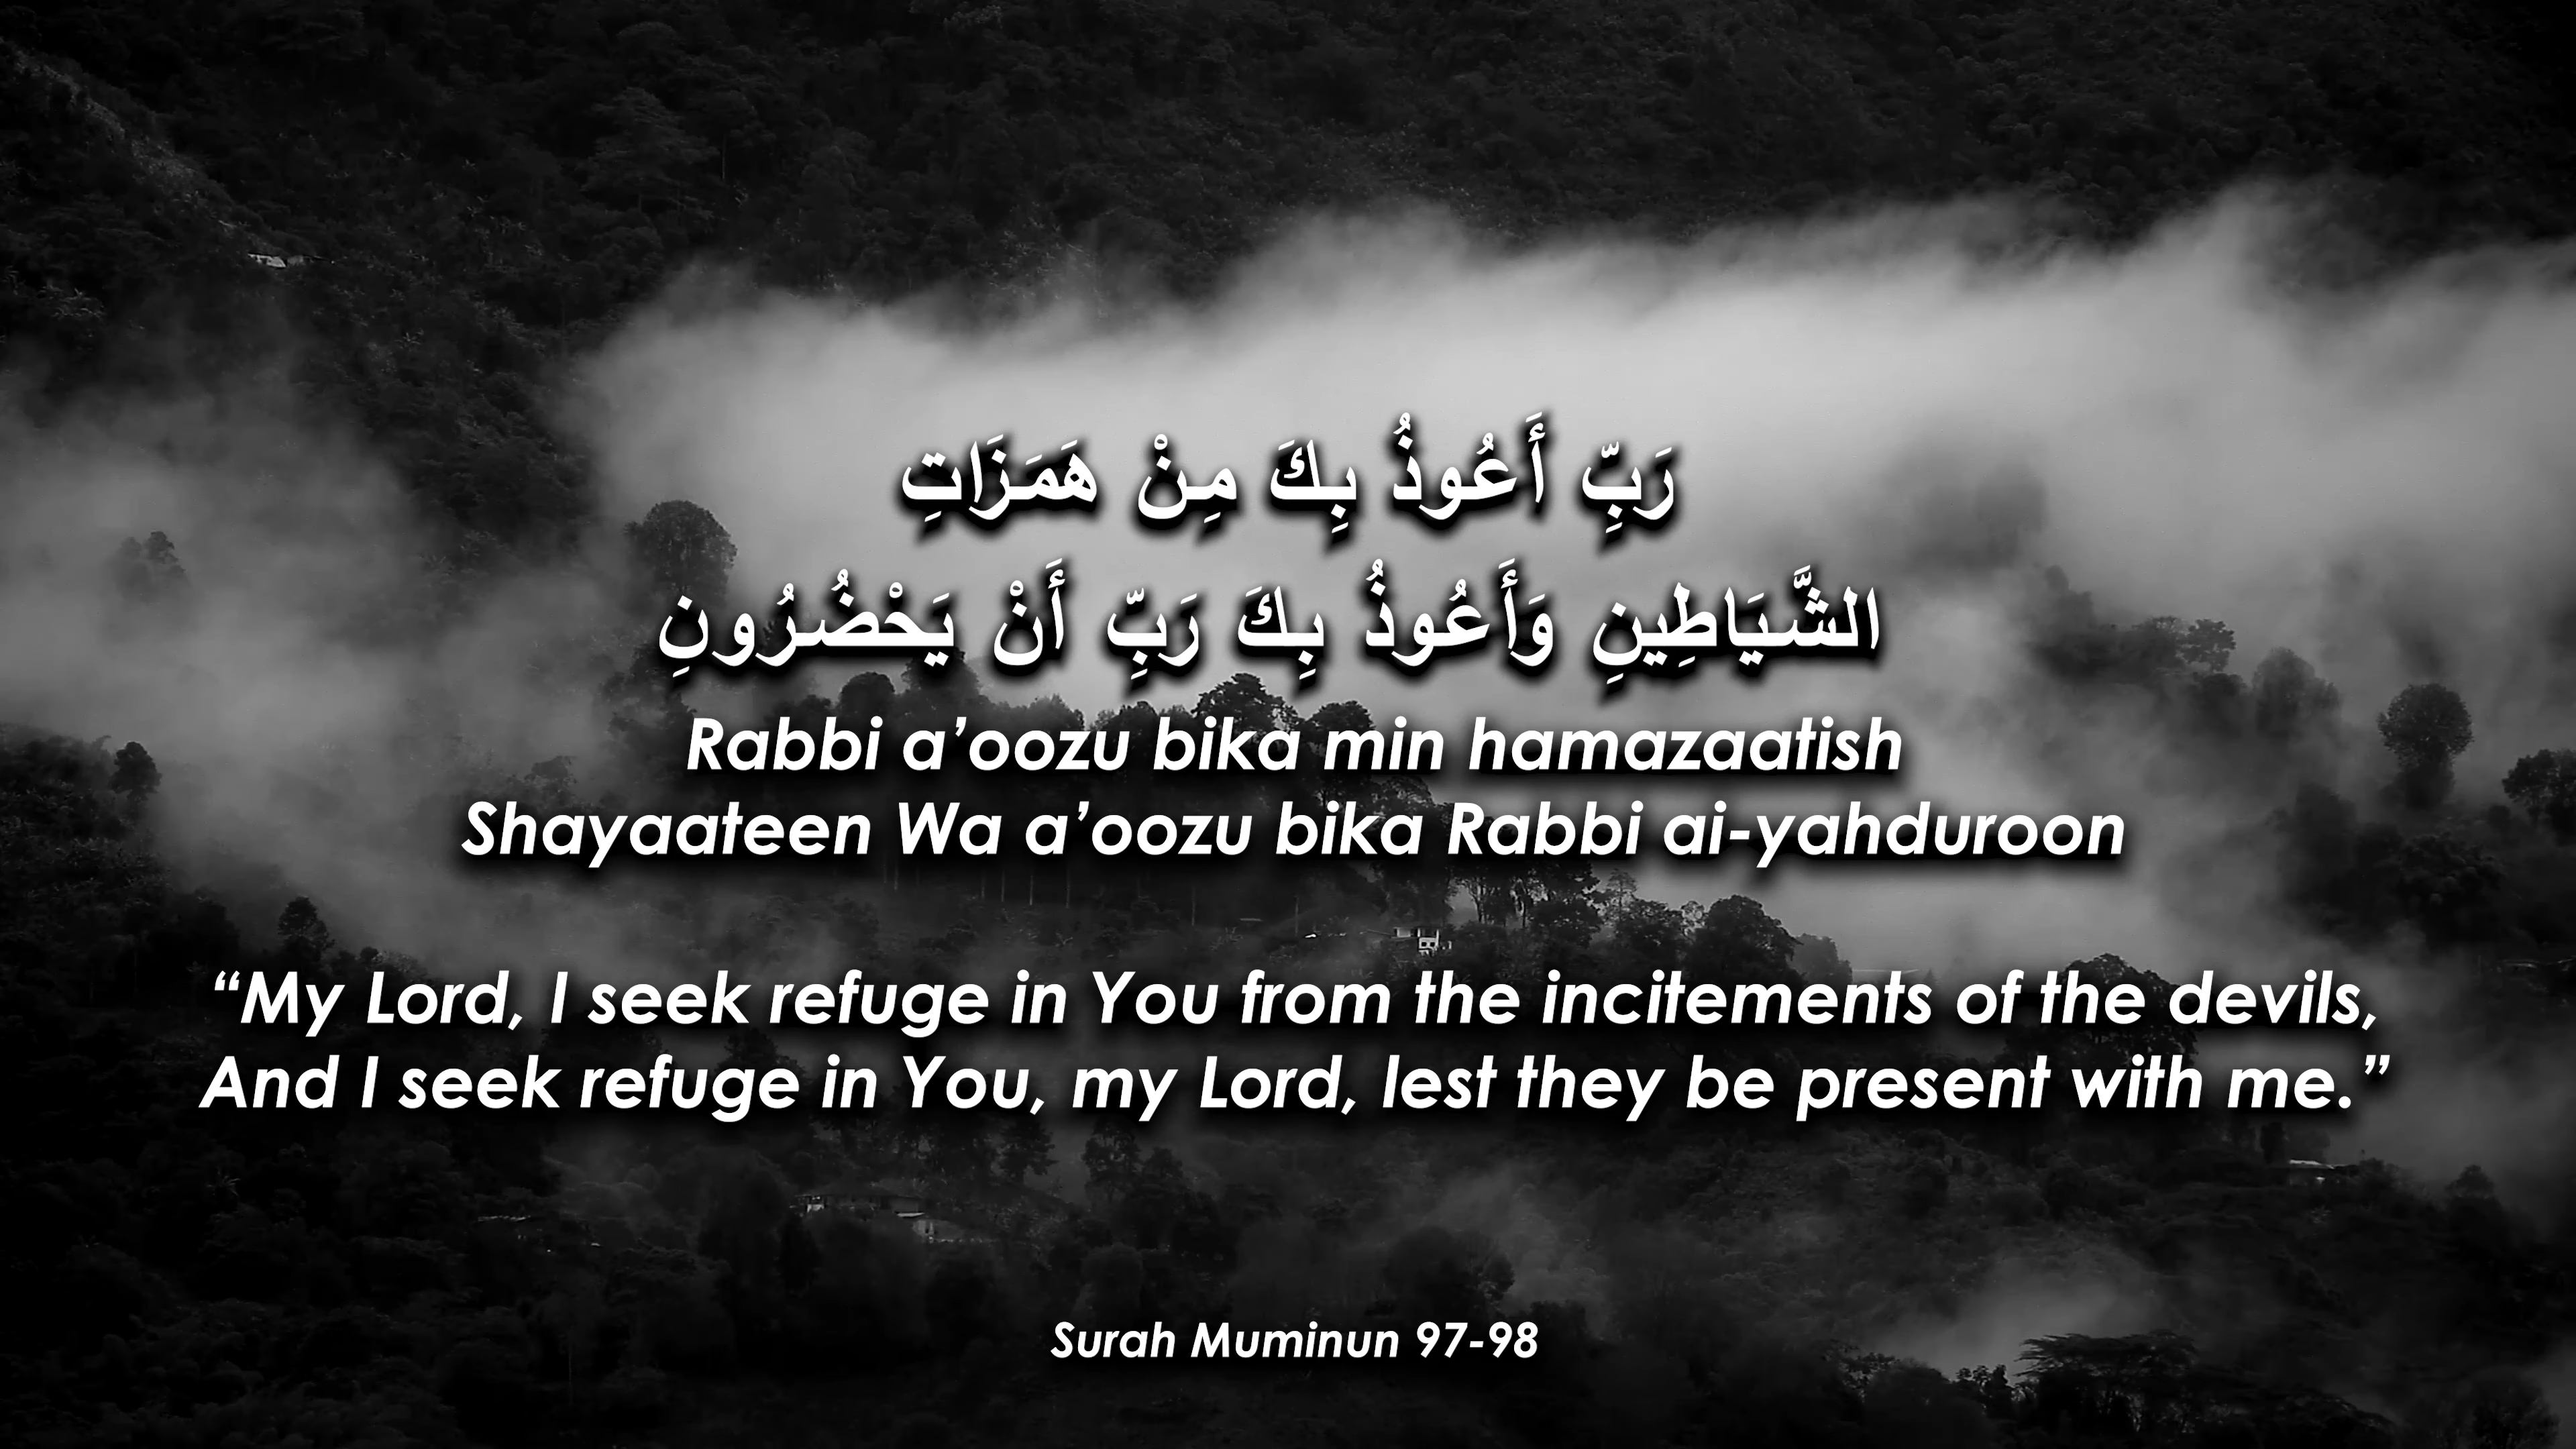 رَبِّ أَعُوذُ بِكَ مِنْ هَمَزَاتِ
الشَّيَاطِينِ وَأَعُوذُ بِكَ رَبِّ أَنْ يَحْضُرُونِ
Rabbi a’oozu bika min hamazaatish
Shayaateen Wa a’oozu bika Rabbi ai-yahduroon
“My Lord, I seek refuge in You from the incitements of the devils,
And I seek refuge in You, my Lord, lest they be present with me.”
Surah Muminun 97-98